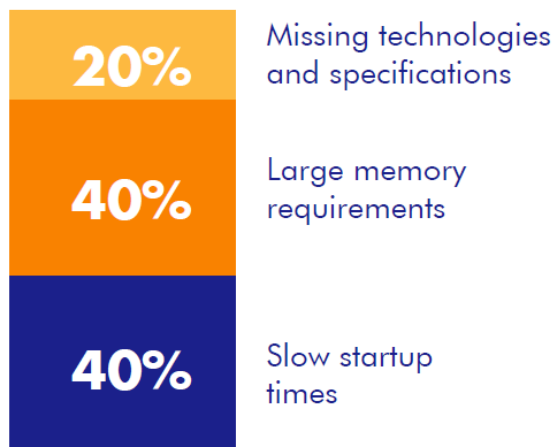 20%
Missing technologies
and specifications
40%
Large memory
requirements
40%
Slow startup
times